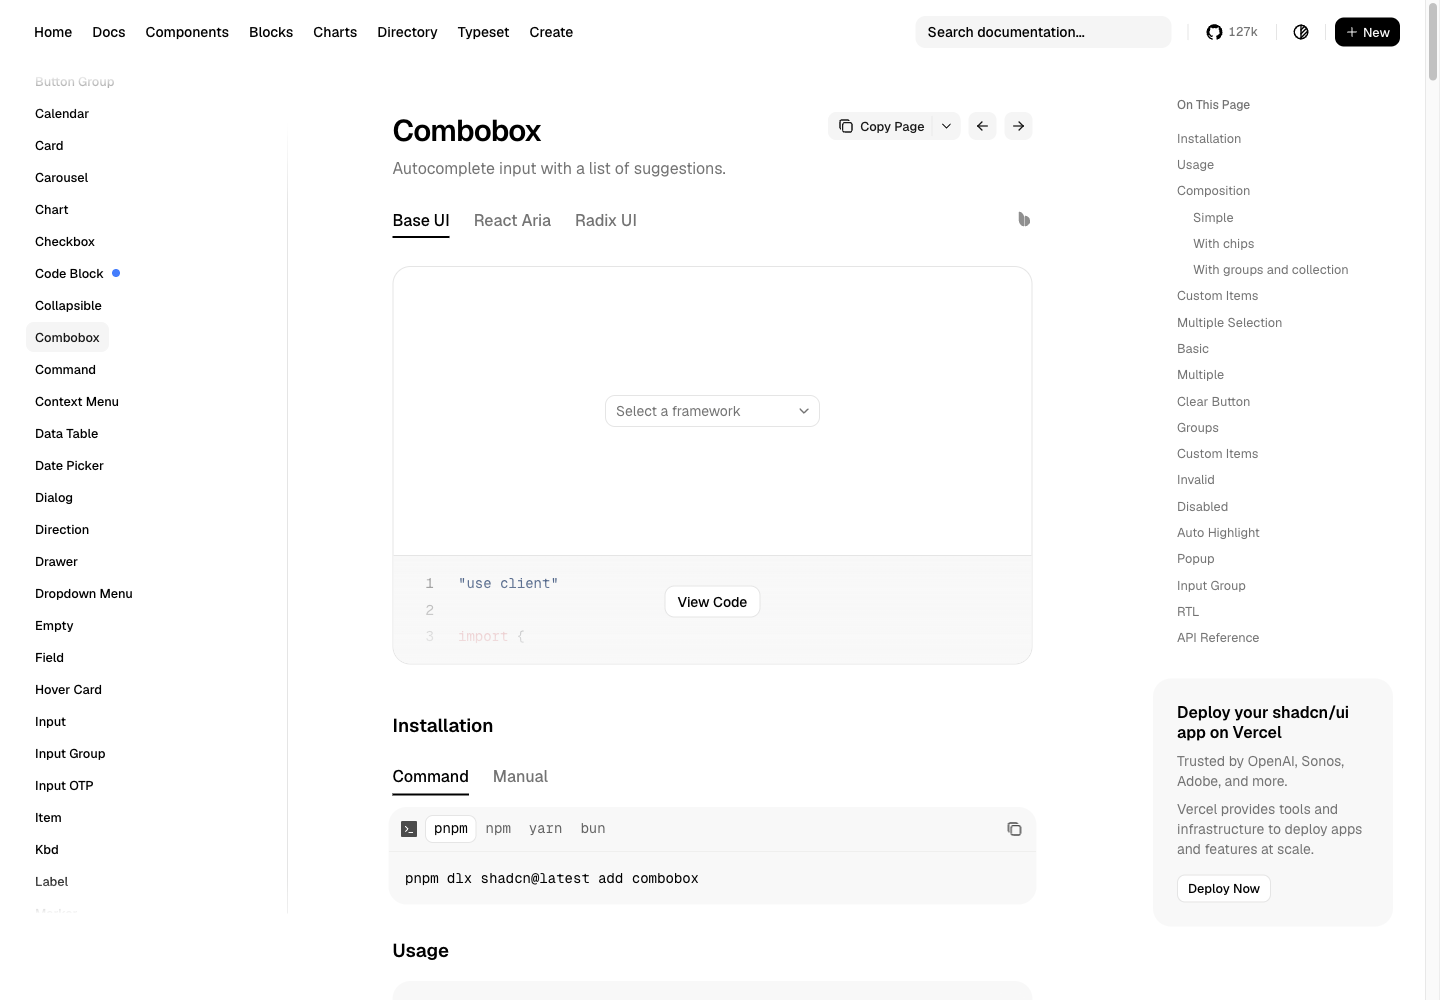 Home Docs Components Blocks Charts Directory Typeset Create
Search documentation...
127k
New
Button Group
Calendar
Card
Carousel
Chart
Checkbox
Code Block
Collapsible
Combobox
Command
Context Menu
Data Table
Date Picker
Dialog
Direction
Drawer
Dropdown Menu
Empty
Field
Hover Card
Input
Input Group
Input OTP
Item
Kbd
Label
Combobox
Copy Page
Autocomplete input with a list of suggestions.
Base UI React Aria Radix UI
Select a framework
1 "use client"
2
3 import {
View Code
Installation
Command Manual
pnpm npm yarn bun
pnpm dlx shadcn@latest add combobox
Usage
On This Page
Installation
Usage
Composition
Simple
With chips
With groups and collection
Custom Items
Multiple Selection
Basic
Multiple
Clear Button
Groups
Custom Items
Invalid
Disabled
Auto Highlight
Popup
Input Group
RTL
API Reference
Deploy your shadcn/ui
app on Vercel
Trusted by OpenAI, Sonos,
Adobe, and more.
Vercel provides tools and
infrastructure to deploy apps
and features at scale.
Deploy Now